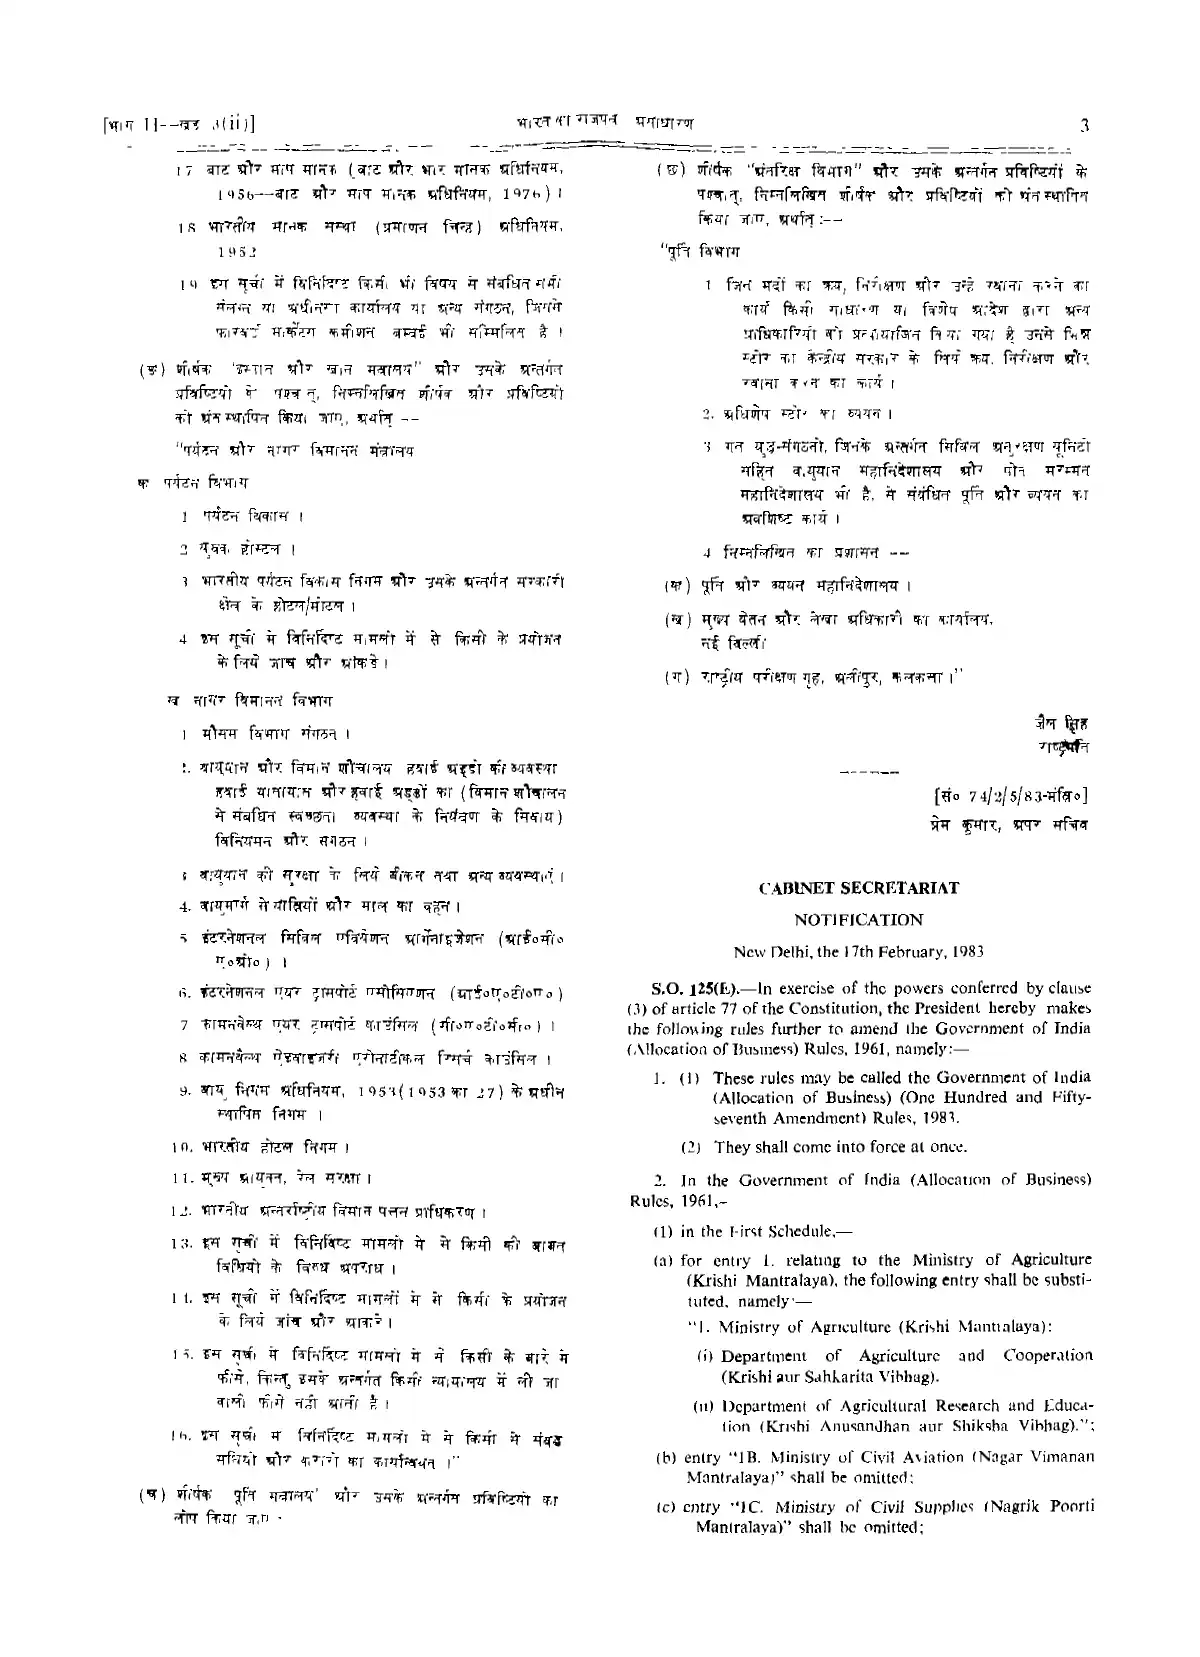 [भाग II--खंड 3(ii)]
भारत का राजपत्र असाधारण
3
17 बाट और माप मानक (बाट और भार मानक अधिनियम,
1956—बाट और माप मानक अधिनियम, 1976) ।
18 भारतीय मानक संस्था (प्रमाणन चिन्ह) अधिनियम,
1952
19 इस सूची में विनिर्दिष्ट किसी भी विषय से संबंधित सभी
संलग्न या अधीनस्थ कार्यालय या अन्य संगठन, जिसमें
फारवर्ड मार्केटस कमीशन बम्बई भी सम्मिलित है ।
(ङ) शीर्षक 'इस्पात और खान मंत्रालय" और उसके अन्तर्गत
प्रविष्टियों के पश्चात्, निम्नलिखित शीर्षक और प्रविष्टियों
को अंतःस्थापित किया जाए, अर्थात् --
"पर्यटन और नागर विमानन मंत्रालय
क पर्यटन विभाग
1 पर्यटन विकास ।
2 युवक होस्टल ।
3 भारतीय पर्यटन विकास निगम और उसके अन्तर्गत सरकारी
क्षेत्र के होटल/मोटल ।
4 इस सूची में विनिर्दिष्ट मामलों में से किसी के प्रयोजन
के लिये जांच और आंकड़े ।
ख नागर विमानन विभाग
1 मौसम विभाग संगठन ।
2. वायुयान और विमान शौचालय हवाई अड्डों की व्यवस्था
हवाई यातायात और हवाई अड्डों का (विमान शौचालन
से संबंधित स्वच्छता व्यवस्था के नियंत्रण के सिवाय)
विनियमन और संगठन ।
3 वायुयान की सुरक्षा के लिये बीकन तथा अन्य व्यवस्थाएं ।
4. वायुमार्ग से यात्रियों और माल का वहन ।
5 इंटरनेशनल सिविल एविएशन आर्गेनाइजेशन (आई०सी०
ए०ओ०) ।
6. इंटरनेशनल एयर ट्रांसपोर्ट एसोसिएशन (आई०ए०टी०ए०)
7 कामनवेल्थ एयर ट्रांसपोर्ट काउंसिल (सी०ए०टी०सी०) ।
8 कामनवैल्थ ऐडवाइजरी एरोनाटीकल रिसर्च काउंसिल ।
9. वायु निगम अधिनियम, 1953(1953 का 27) के अधीन
स्थापित निगम ।
10. भारतीय होटल निगम ।
11. मुख्य आयुक्त, रेल सुरक्षा ।
12. भारतीय अन्तर्राष्ट्रीय विमान पत्तन प्राधिकरण ।
13. इस सूची में विनिर्दिष्ट मामलों में से किसी की बाबत
विधियों के विरुद्ध अपराध ।
14. इस सूची में विनिर्दिष्ट मामलों में से किसी के प्रयोजन
के लिये जांच और आंकड़े ।
15. इस सूची में विनिर्दिष्ट मामलों में से किसी के बारे में
फीसें, किन्तु इसके अन्तर्गत किसी न्यायालय में ली जा
वाली फीसें नहीं आती है ।
16. इस सूची में विनिर्दिष्ट मामलों में से किसी से संबद्ध
संधियों और करारों का कार्यान्वयन ।"
(च) शीर्षक पूर्ति मंत्रालय' और उसके अन्तर्गत प्रविष्टियों का
लोप किया जाए
(छ) शीर्षक "अंतरिक्ष विभाग" और उसके अन्तर्गत प्रविष्टियों के
पश्चात्, निम्नलिखित शीर्षक और प्रविष्टियों को अंतःस्थापित
किया जाए, अर्थात् :--
"पूर्ति विभाग
1 जिन मदों का क्रय, निरीक्षण और उन्हें रवाना करने का
कार्य किसी साधारण या विशेष आदेश द्वारा अन्य
प्राधिकारियों को प्रत्यायोजित किया गया है उनसे भिन्न
स्टोर का केन्द्रीय सरकार के लिये क्रय, निरीक्षण और
रवाना करने का कार्य ।
2. अधिशेष स्टोर का व्ययन ।
3 गत युद्ध-संगठनों, जिनके अन्तर्गत सिविल अनुरक्षण यूनिटों
सहित वायुयान महानिदेशालय और पोत मरम्मत
महानिदेशालय भी है, से संबंधित पूर्ति और व्ययन का
अवशिष्ट कार्य ।
4 निम्नलिखित का प्रशासन --
(क) पूर्ति और व्ययन महानिदेशालय ।
(ख) मुख्य वेतन और लेखा अधिकारी का कार्यालय,
नई दिल्ली
(ग) राष्ट्रीय परीक्षण गृह, अलीपुर, कलकत्ता ।"
जैल सिंह
राष्ट्रपति
[सं० 74/2/5/83-मंत्रि०]
प्रेम कुमार, अपर सचिव
CABINET SECRETARIAT
NOTIFICATION
New Delhi, the 17th February, 1983
S.O. 125(E).—In exercise of the powers conferred by clause
(3) of article 77 of the Constitution, the President hereby makes
the following rules further to amend the Government of India
(Allocation of Business) Rules, 1961, namely:—
1. (1) These rules may be called the Government of India
(Allocation of Business) (One Hundred and Fifty-
seventh Amendment) Rules, 1983.
(2) They shall come into force at once.
2. In the Government of India (Allocation of Business)
Rules, 1961,-
(1) in the First Schedule,—
(a) for entry 1. relating to the Ministry of Agriculture
(Krishi Mantralaya), the following entry shall be substi-
tuted, namely·—
"1. Ministry of Agriculture (Krishi Mantralaya):
(i) Department of Agriculture and Cooperation
(Krishi aur Sahkarita Vibhag).
(ii) Department of Agricultural Research and Educa-
tion (Krishi Anusandhan aur Shiksha Vibhag).";
(b) entry "1B. Ministry of Civil Aviation (Nagar Vimanan
Mantralaya)" shall be omitted;
(c) entry "1C. Ministry of Civil Supplies (Nagrik Poorti
Mantralaya)" shall be omitted;